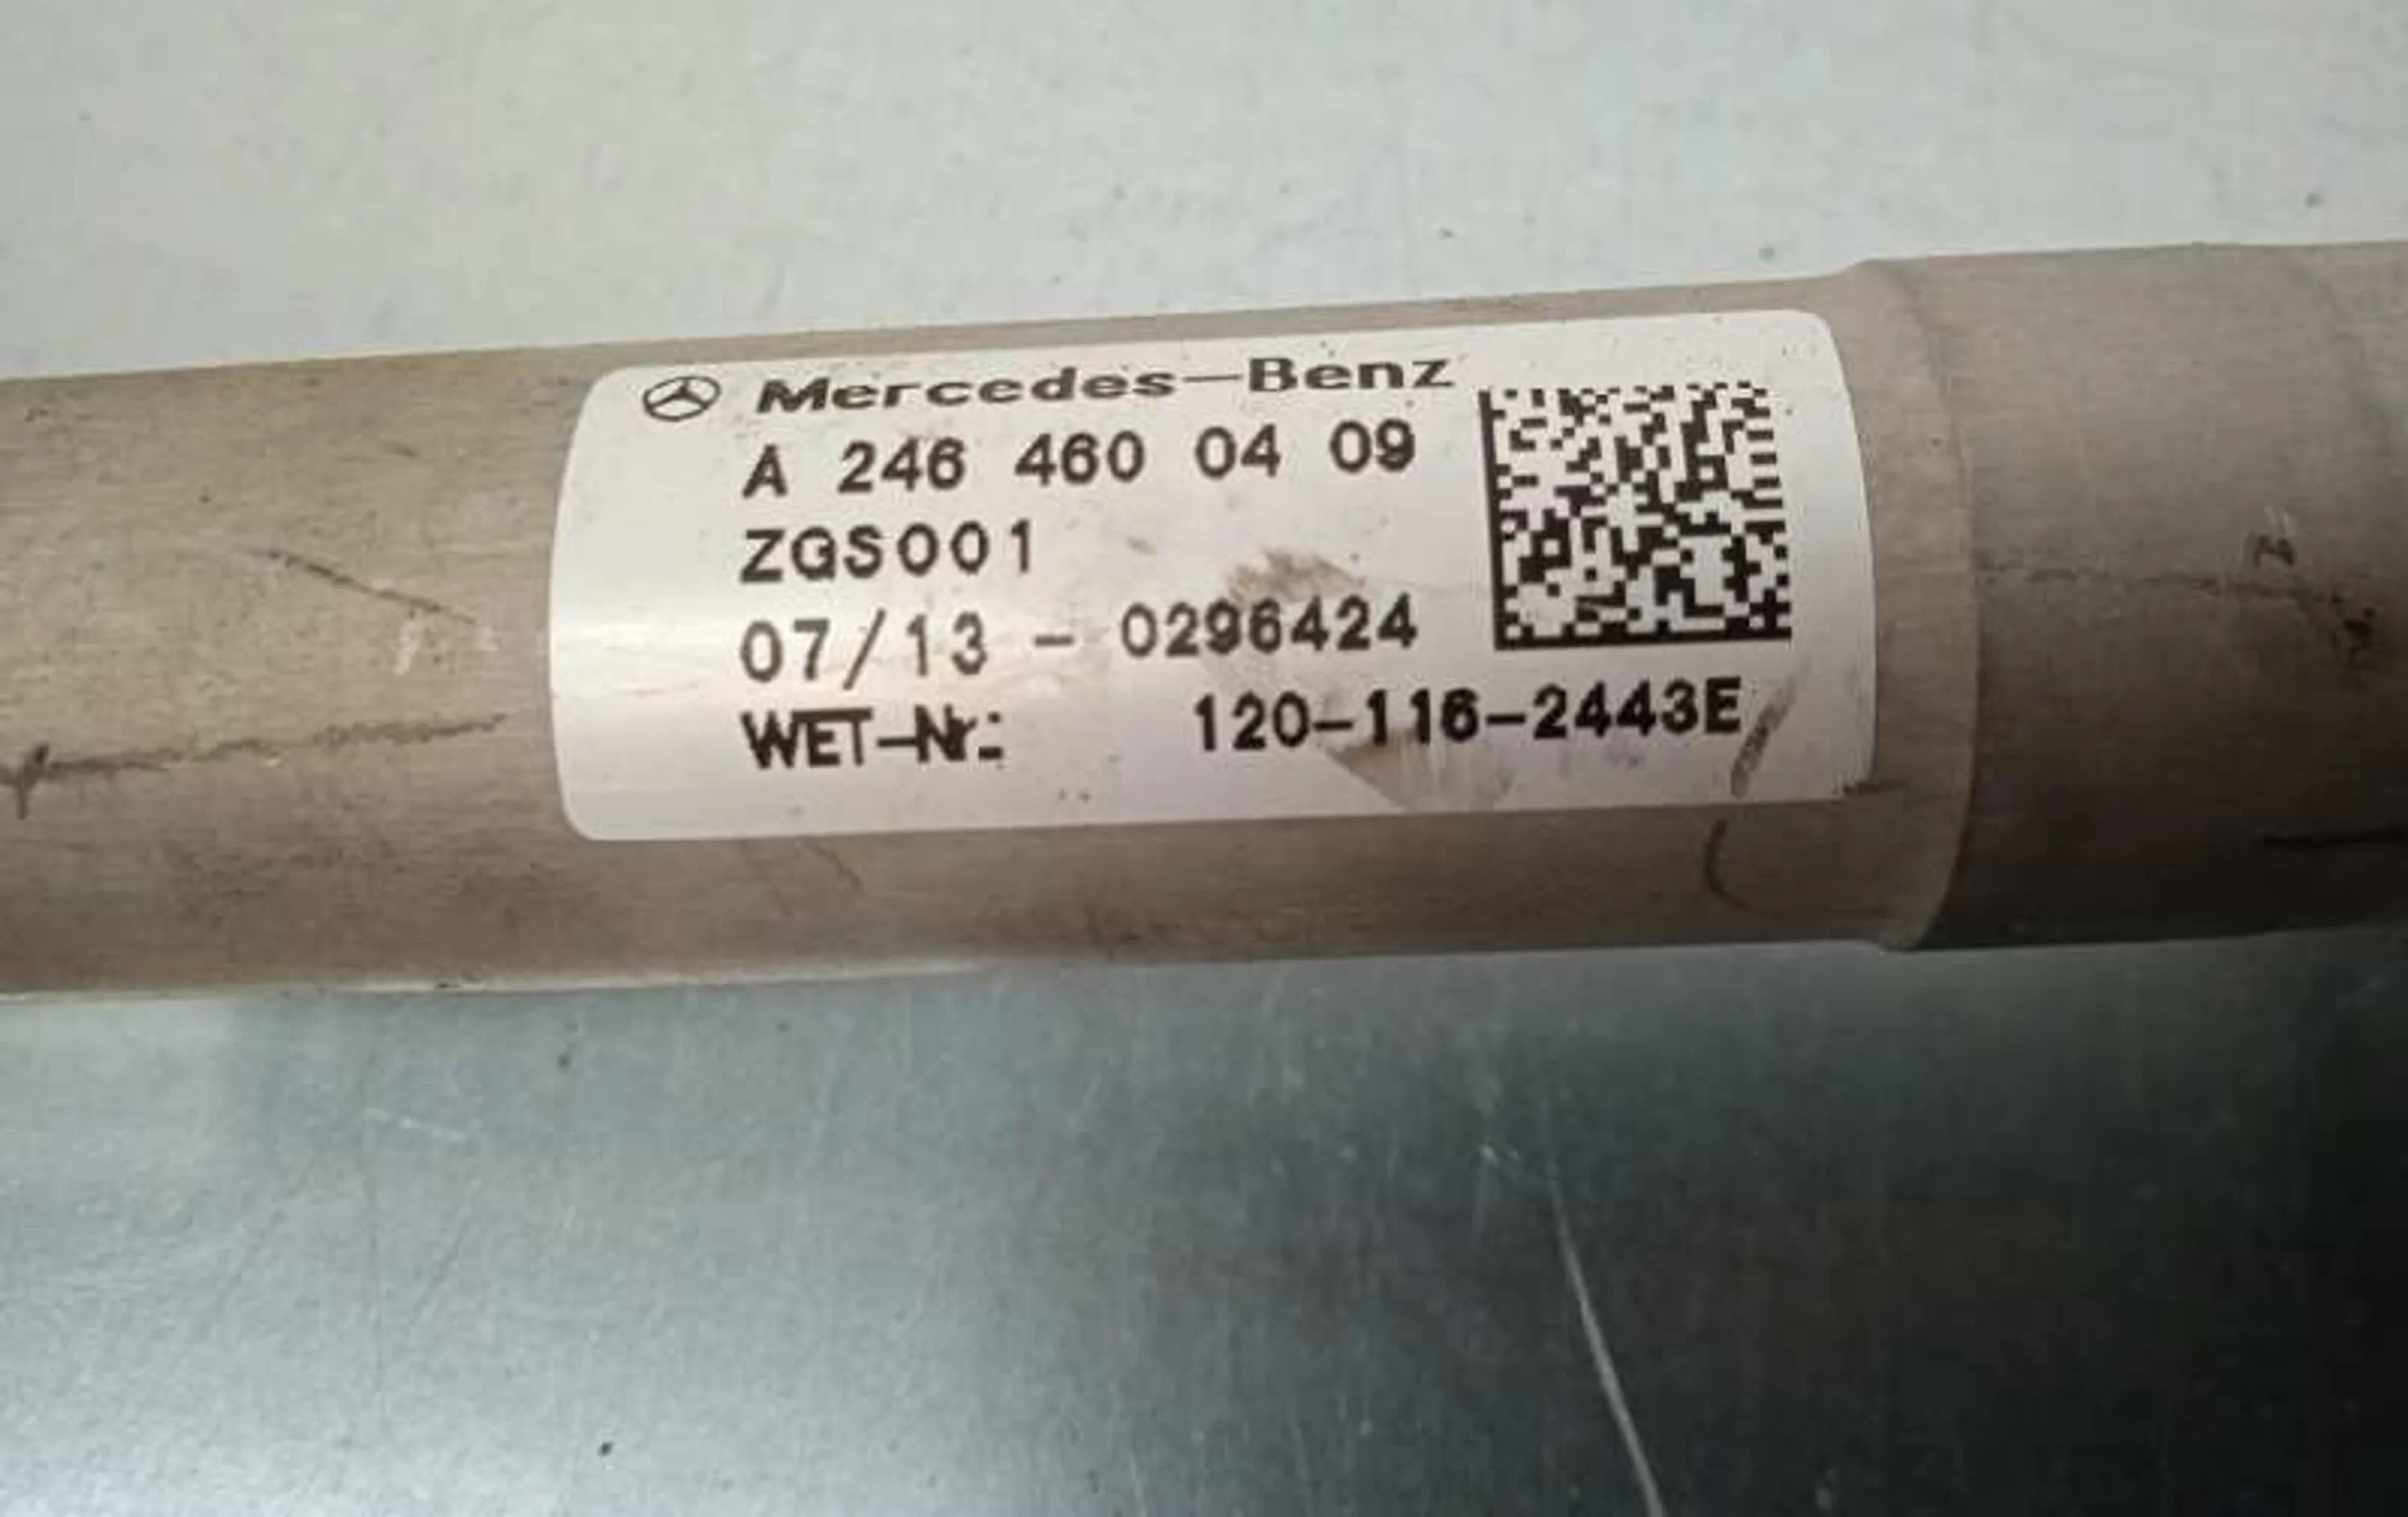 Mercedes-Benz
A 246 460 04 09
ZGS001
07/13 - 0296424
WET-Nr.: 120-116-2443E